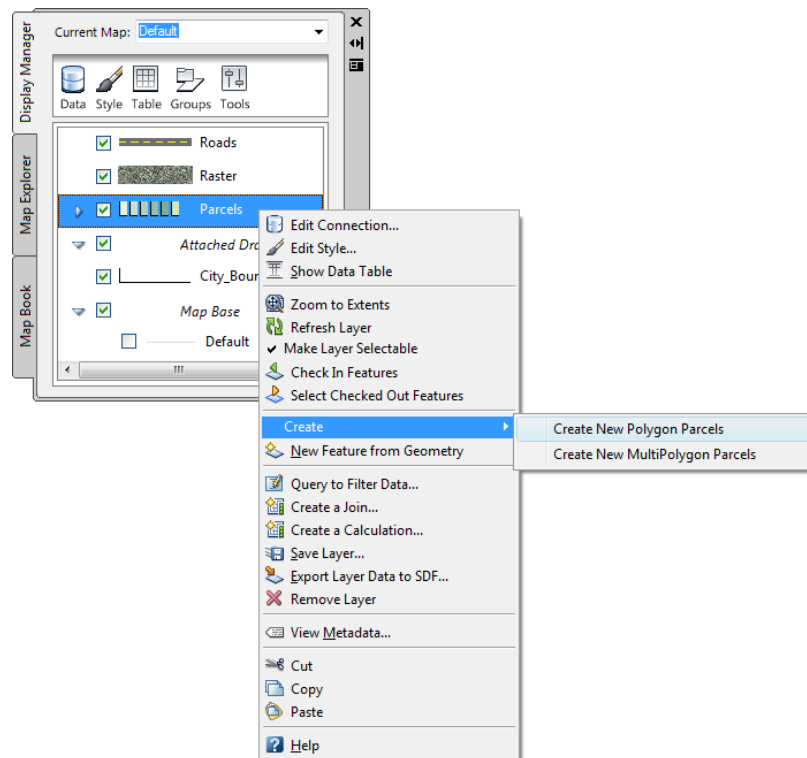 Current Map: Default
Display Manager
Map Explorer
Map Book
Data Style Table Groups Tools
Roads
Raster
Parcels
Attached Dra
City_Bour
Map Base
Default
Edit Connection...
Edit Style...
Show Data Table
Zoom to Extents
Refresh Layer
Make Layer Selectable
Check In Features
Select Checked Out Features
Create
New Feature from Geometry
Query to Filter Data...
Create a Join...
Create a Calculation...
Save Layer...
Export Layer Data to SDF...
Remove Layer
View Metadata...
Cut
Copy
Paste
Help
Create New Polygon Parcels
Create New MultiPolygon Parcels